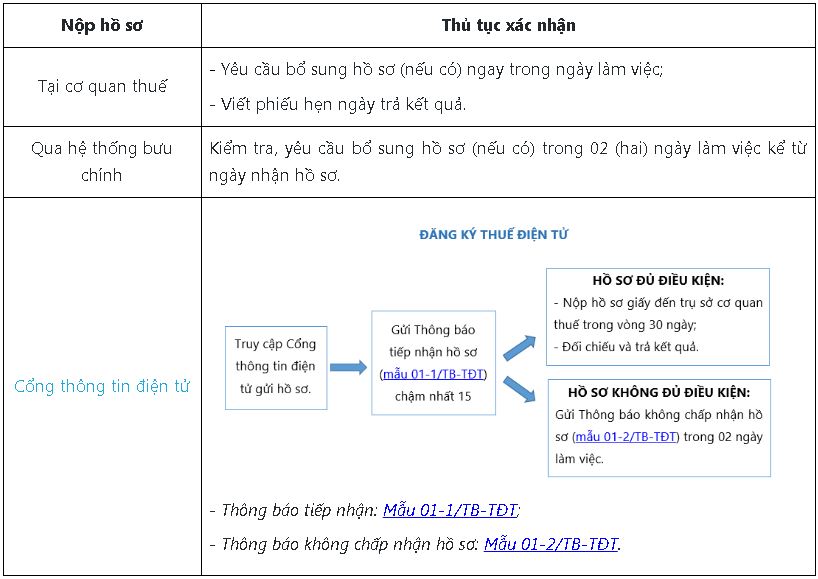 Nộp hồ sơ
Thủ tục xác nhận
Tại cơ quan thuế
- Yêu cầu bổ sung hồ sơ (nếu có) ngay trong ngày làm việc;
- Viết phiếu hẹn ngày trả kết quả.
Qua hệ thống bưu
chính
Kiểm tra, yêu cầu bổ sung hồ sơ (nếu có) trong 02 (hai) ngày làm việc kể từ
ngày nhận hồ sơ.
Cổng thông tin điện tử
ĐĂNG KÝ THUẾ ĐIỆN TỬ
Truy cập Cổng
thông tin điện
tử gửi hồ sơ.
Gửi Thông báo
tiếp nhận hồ sơ
(mẫu 01-1/TB-TĐT)
chậm nhất 15
HỒ SƠ ĐỦ ĐIỀU KIỆN:
- Nộp hồ sơ giấy đến trụ sở cơ quan
thuế trong vòng 30 ngày;
- Đối chiếu và trả kết quả.
HỒ SƠ KHÔNG ĐỦ ĐIỀU KIỆN:
Gửi Thông báo không chấp nhận hồ
sơ (mẫu 01-2/TB-TĐT) trong 02 ngày
làm việc.
- Thông báo tiếp nhận: Mẫu 01-1/TB-TĐT;
- Thông báo không chấp nhận hồ sơ: Mẫu 01-2/TB-TĐT.